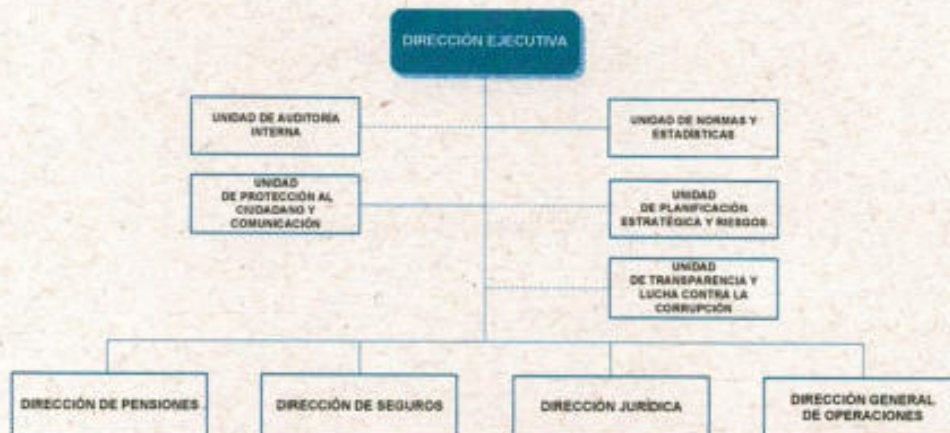 DIRECCIÓN EJECUTIVA
UNIDAD DE AUDITORÍA
INTERNA
UNIDAD DE NORMAS Y
ESTADÍSTICAS
UNIDAD
DE PROTECCIÓN AL
CIUDADANO Y
COMUNICACIÓN
UNIDAD
DE PLANIFICACIÓN
ESTRATÉGICA Y RIESGOS
UNIDAD
DE TRANSPARENCIA Y
LUCHA CONTRA LA
CORRUPCIÓN
DIRECCIÓN DE PENSIONES
DIRECCIÓN DE SEGUROS
DIRECCIÓN JURÍDICA
DIRECCIÓN GENERAL
DE OPERACIONES